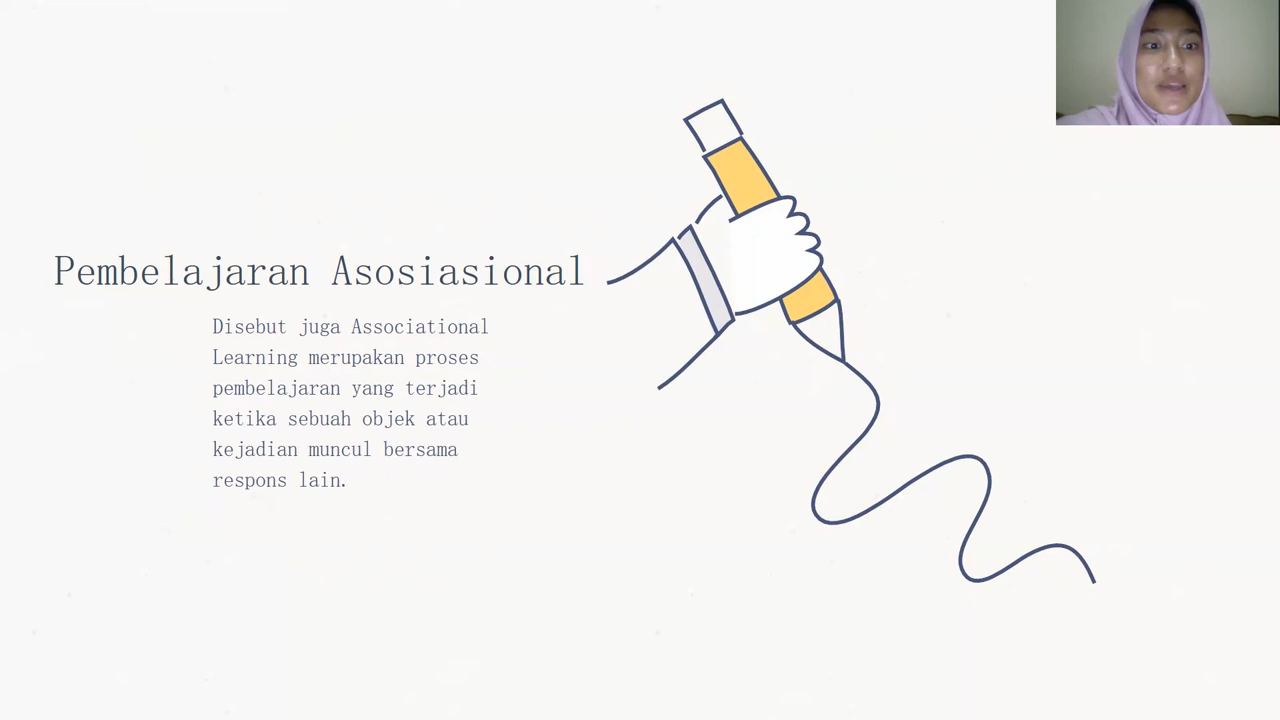 Pembelajaran Asosiasional
Disebut juga Associational
Learning merupakan proses
pembelajaran yang terjadi
ketika sebuah objek atau
kejadian muncul bersama
respons lain.